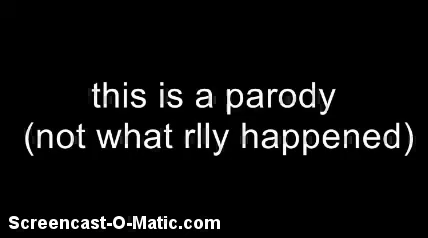 this is a parody
(not what rlly happened)
Screencast-O-Matic.com